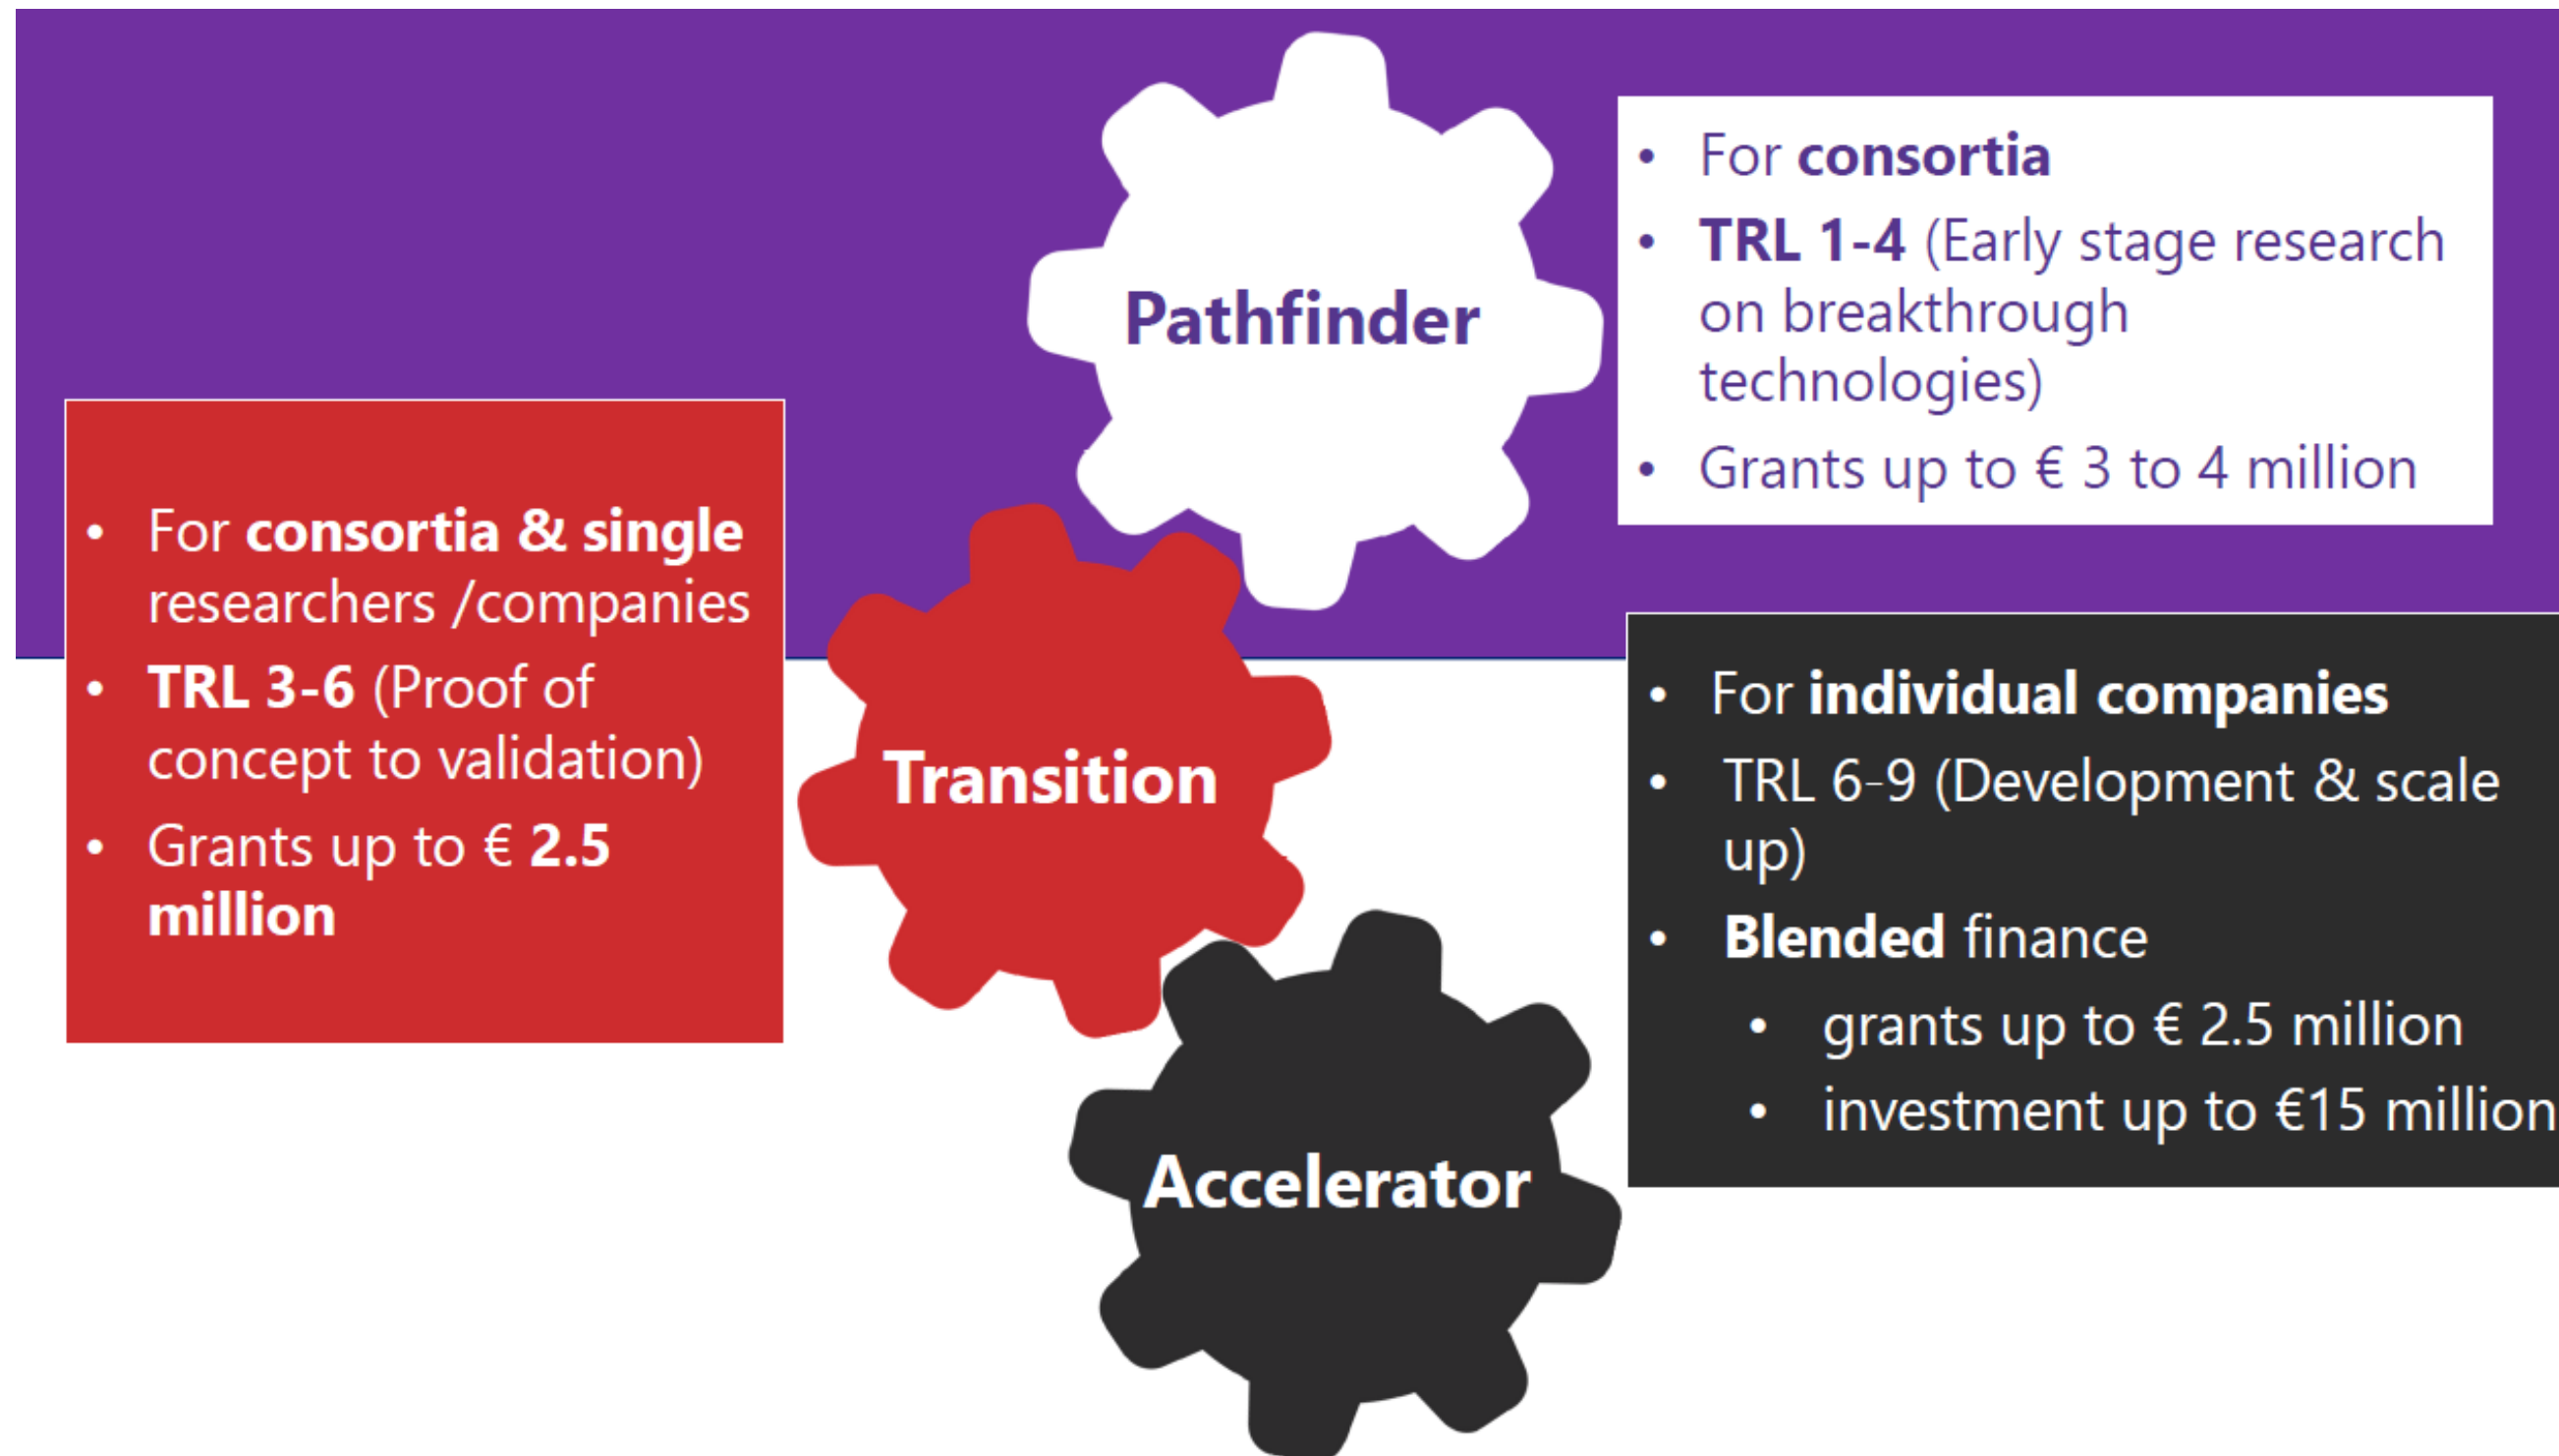 Pathfinder
• For consortia
• TRL 1-4 (Early stage research
on breakthrough
technologies)
• Grants up to € 3 to 4 million
• For consortia & single
researchers /companies
• TRL 3-6 (Proof of
concept to validation)
• Grants up to € 2.5
million
Transition
• For individual companies
• TRL 6-9 (Development & scale
up)
• Blended finance
• grants up to € 2.5 million
• investment up to €15 million
Accelerator